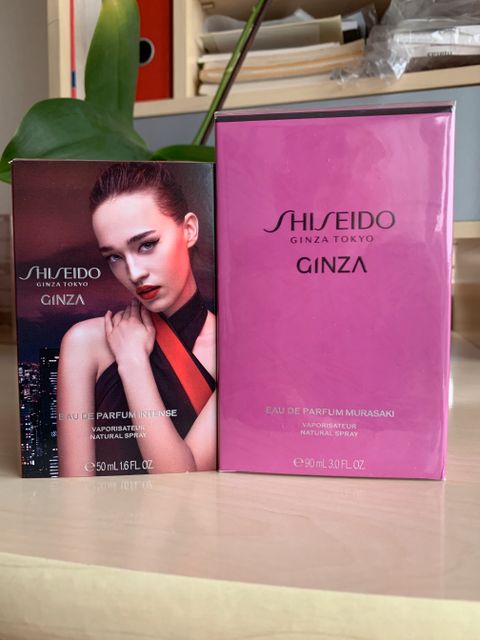 SHISEIDO
GINZA TOKYO
GINZA
EAU DE PARFUM INTENSE
VAPORISATEUR
NATURAL SPRAY
℮ 50 mL 1.6 FL. OZ.
SHISEIDO
GINZA TOKYO
GINZA
EAU DE PARFUM MURASAKI
VAPORISATEUR
NATURAL SPRAY
℮ 90 mL 3.0 FL. OZ.